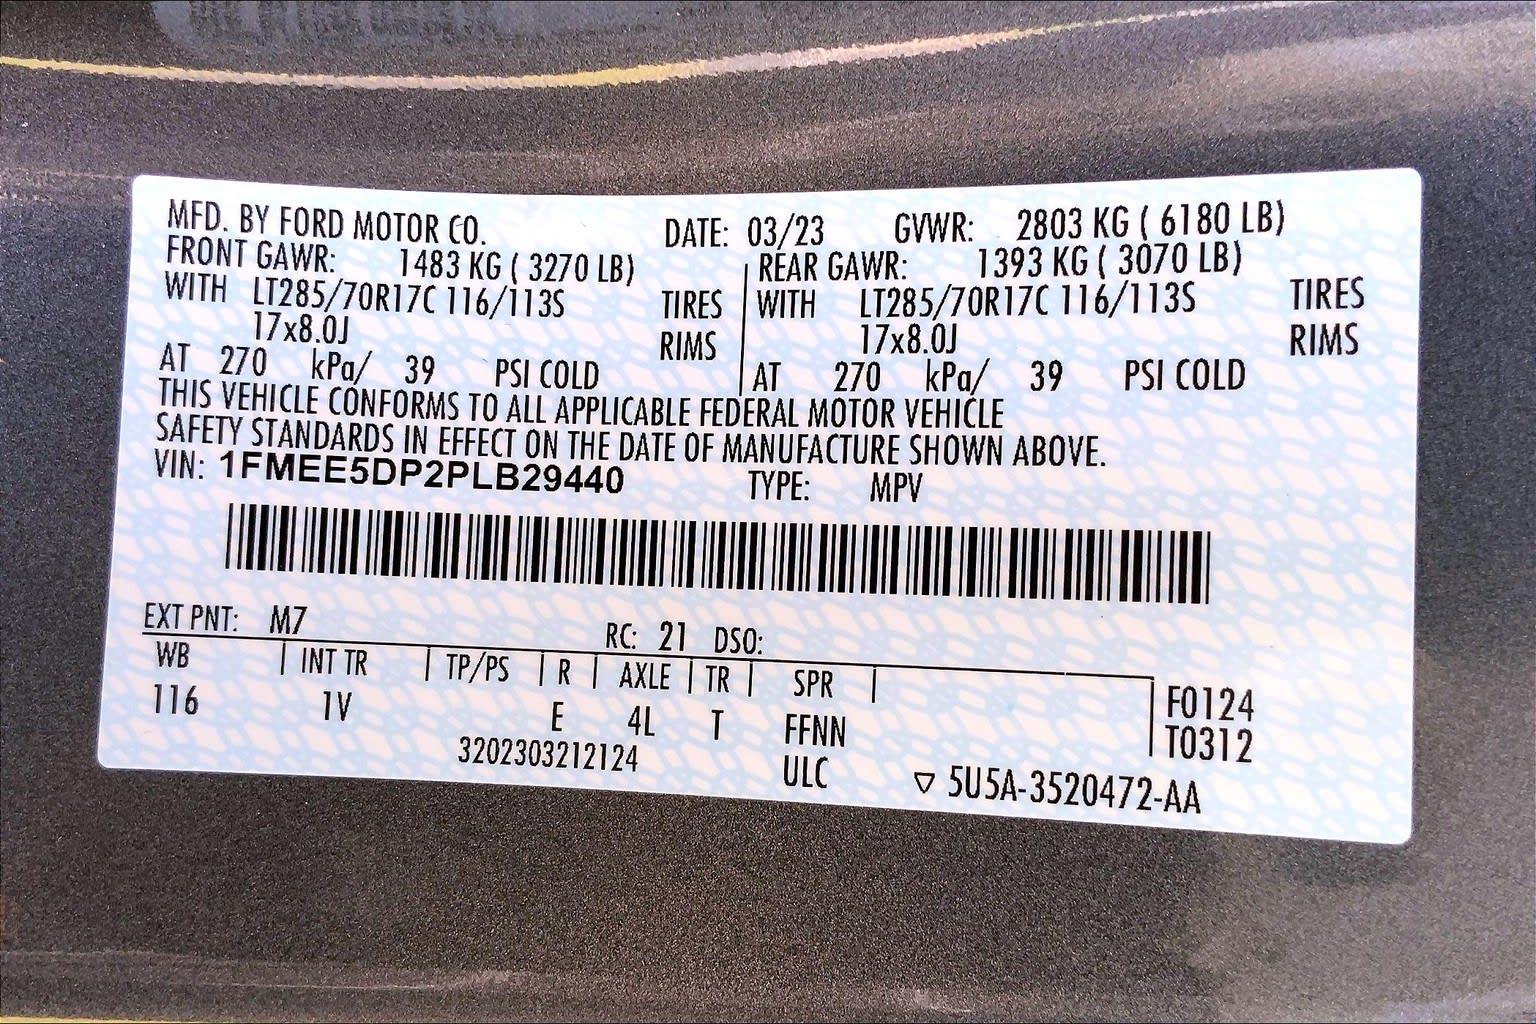 MFD. BY FORD MOTOR CO. DATE: 03/23 GVWR: 2803 KG ( 6180 LB)
FRONT GAWR: 1483 KG ( 3270 LB) REAR GAWR: 1393 KG ( 3070 LB)
WITH LT285/70R17C 116/113S TIRES WITH LT285/70R17C 116/113S TIRES
17x8.0J RIMS 17x8.0J RIMS
AT 270 kPa/ 39 PSI COLD AT 270 kPa/ 39 PSI COLD
THIS VEHICLE CONFORMS TO ALL APPLICABLE FEDERAL MOTOR VEHICLE
SAFETY STANDARDS IN EFFECT ON THE DATE OF MANUFACTURE SHOWN ABOVE.
VIN: 1FMEE5DP2PLB29440 TYPE: MPV
EXT PNT: M7 RC: 21 DSO:
WB INT TR TP/PS R AXLE TR SPR F0124
116 1V E 4L T FFNN T0312
3202303212124 ULC ▽ 5U5A-3520472-AA